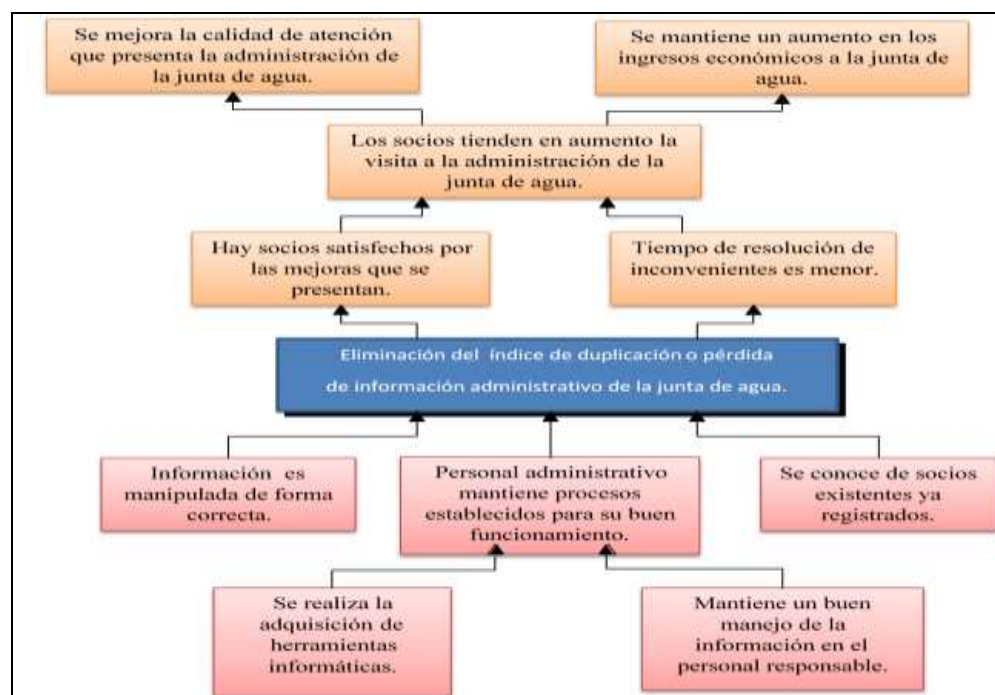 Se mejora la calidad de atención
que presenta la administración de
la junta de agua.
Se mantiene un aumento en los
ingresos económicos a la junta de
agua.
Los socios tienden en aumento la
visita a la administración de la
junta de agua.
Hay socios satisfechos por
las mejoras que se
presentan.
Tiempo de resolución de
inconvenientes es menor.
Eliminación del índice de duplicación o pérdida
de información administrativo de la junta de agua.
Información es
manipulada de forma
correcta.
Personal administrativo
mantiene procesos
establecidos para su buen
funcionamiento.
Se conoce de socios
existentes ya
registrados.
Se realiza la
adquisición de
herramientas
informáticas.
Mantiene un buen
manejo de la
información en el
personal responsable.